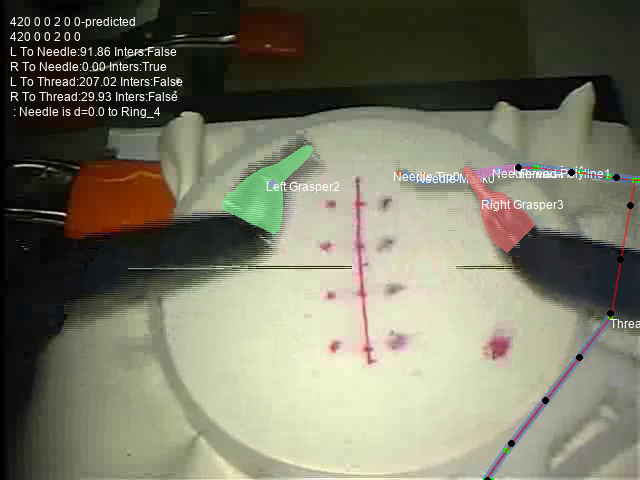 420 0 0 2 0 0-predicted
420 0 0 2 0 0
L To Needle:91.86 Inters:False
R To Needle:0.00 Inters:True
L To Thread:207.02 Inters:False
R To Thread:29.93 Inters:False
: Needle is d=0.0 to Ring_4
Left Grasper2
Right Grasper3
Threa